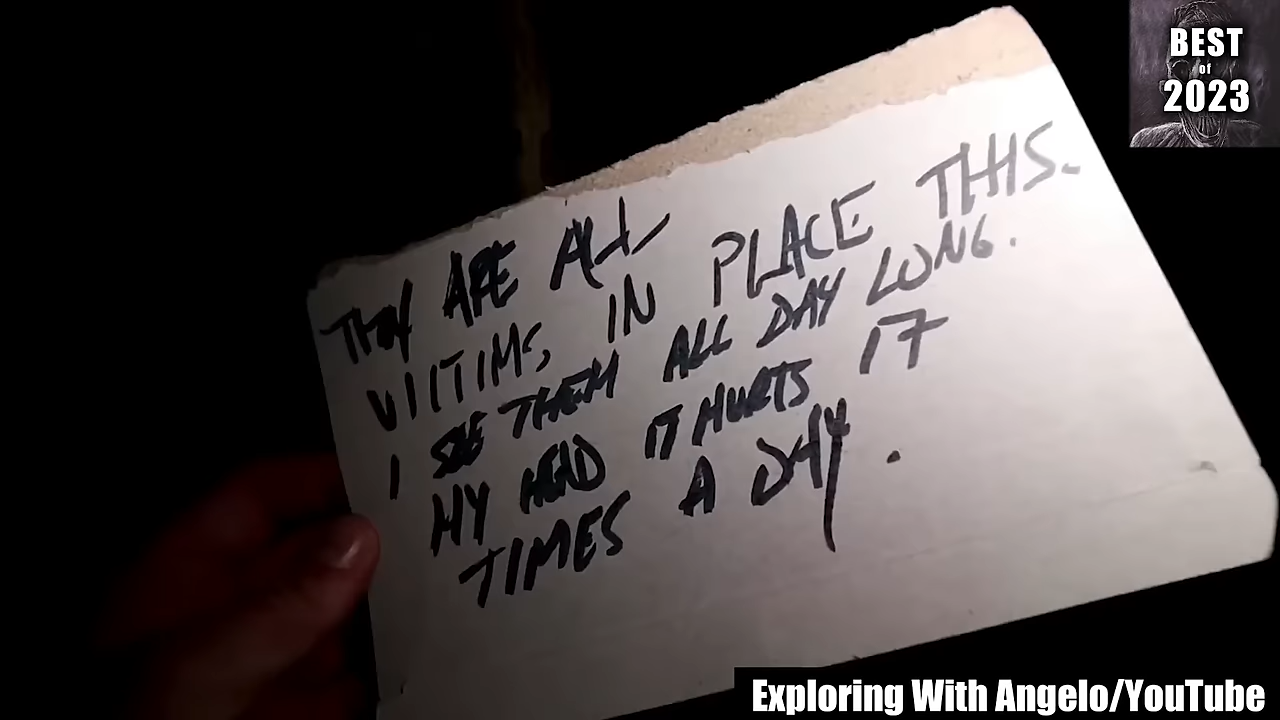 BEST
of
2023
THEY ARE ALL
VIITIMS, IN PLACE THIS.
I SEE THEM ALL DAY LONG.
MY HEAD IT HURTS 17
TIMES A DAY.
Exploring With Angelo/YouTube